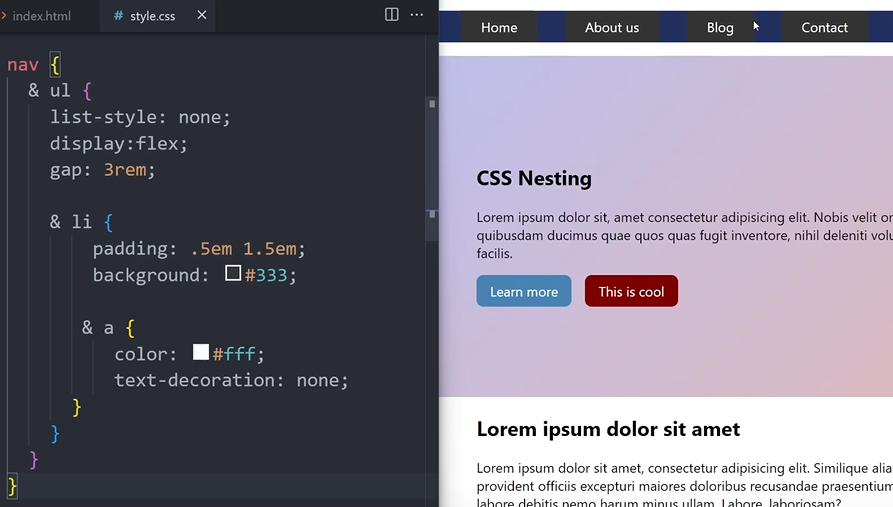 index.html
# style.css
nav {
& ul {
list-style: none;
display:flex;
gap: 3rem;
& li {
padding: .5em 1.5em;
background: #333;
& a {
color: #fff;
text-decoration: none;
}
}
}
}
Home About us Blog Contact
CSS Nesting
Lorem ipsum dolor sit, amet consectetur adipisicing elit. Nobis velit
quibusdam ducimus quae quos quas fugit inventore, nihil deleniti
facilis.
Learn more This is cool
Lorem ipsum dolor sit amet
Lorem ipsum dolor sit amet, consectetur adipisicing elit. Similique
provident officiis excepturi maiores doloribus recusandae
labore debitis nemo harum minus ullam. Labore, laboriosam?